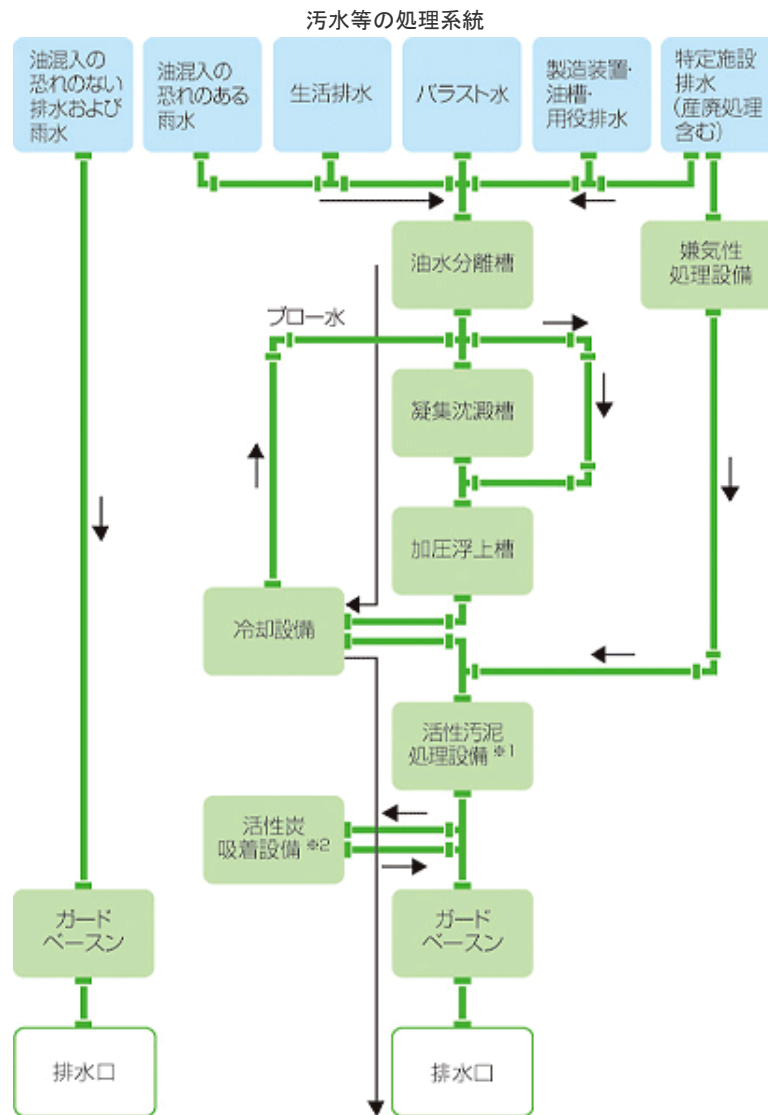 汚水等の処理系統
油混入の
恐れのない
排水および
雨水
油混入の
恐れのある
雨水
生活排水
バラスト水
製造装置・
油槽・
用役排水
特定施設
排水
(産廃処理
含む)
油水分離槽
嫌気性
処理設備
ブロー水
凝集沈澱槽
加圧浮上槽
冷却設備
活性汚泥
処理設備※1
活性炭
吸着設備※2
ガード
ベースン
ガード
ベースン
排水口
排水口